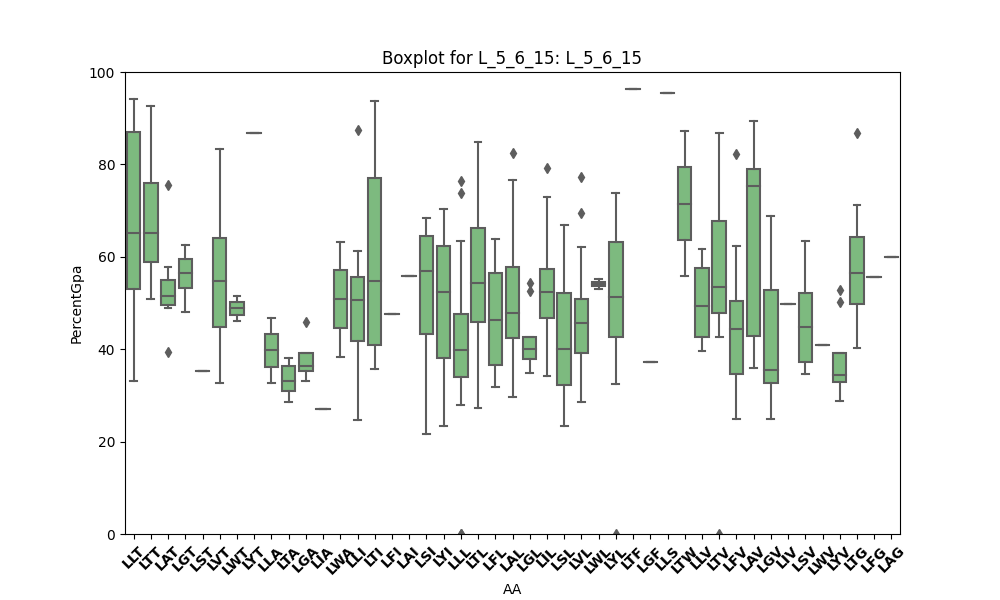 Boxplot for L_5_6_15: L_5_6_15
PercentGpa
100
80
60
40
20
0
LLT LTT LAT LGT LST LVT LWT LYT LLA LTA LGA LIA LWA LLI LTI LFI LAI LSI LYI LLL LTL LFL LAL LGL LIL LSL LVL LWL LYL LTF LGF LLS LTW LLV LTV LFV LAV LGV LIV LSV LWV LYV LTG LFG LAG
AA